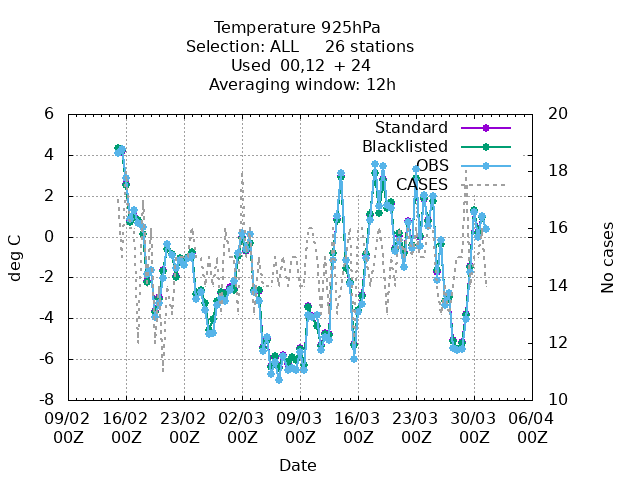 Temperature 925hPa
Selection: ALL 26 stations
Used 00,12 + 24
Averaging window: 12h
Standard
Blacklisted
OBS
CASES
deg C
6
4
2
0
-2
-4
-6
-8
No cases
20
18
16
14
12
10
09/02 16/02 23/02 02/03 09/03 16/03 23/03 30/03 06/04
00Z 00Z 00Z 00Z 00Z 00Z 00Z 00Z 00Z
Date